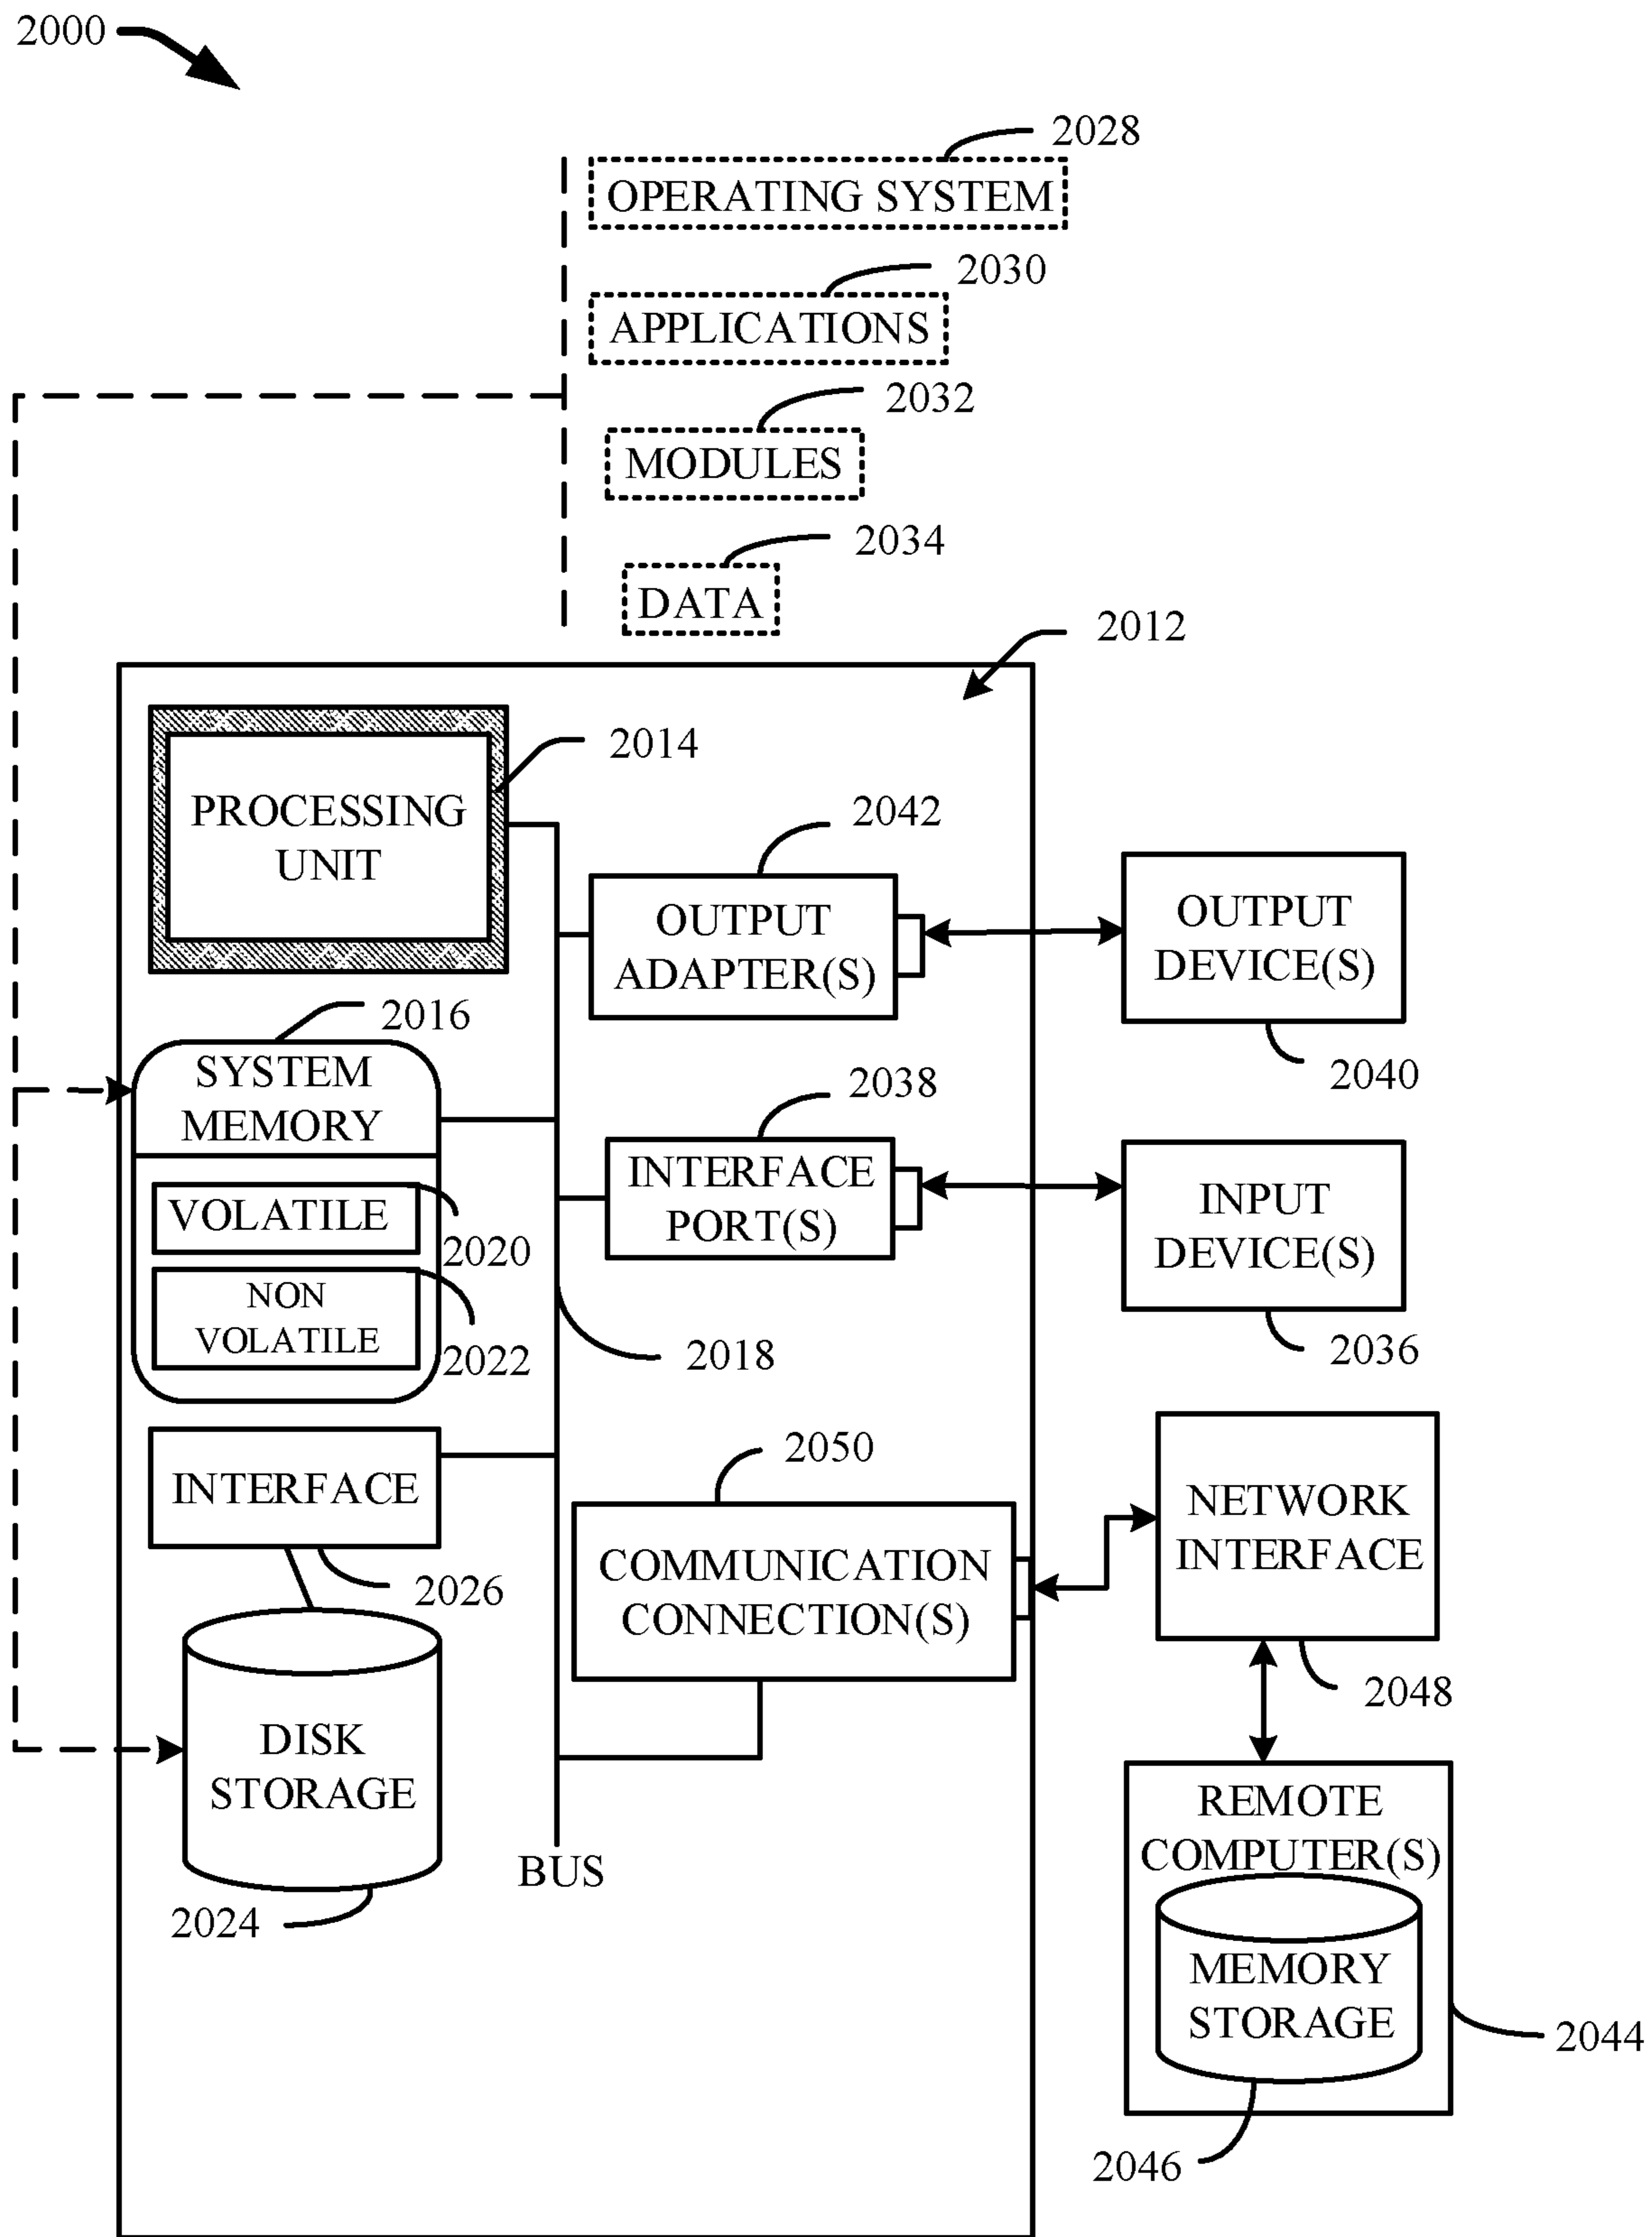 2000
2028
OPERATING SYSTEM
2030
APPLICATIONS
2032
MODULES
2034
DATA
2012
2014
PROCESSING
UNIT
2042
OUTPUT
ADAPTER(S)
OUTPUT
DEVICE(S)
2040
2016
SYSTEM
MEMORY
VOLATILE
2020
NON
VOLATILE
2022
2038
INTERFACE
PORT(S)
INPUT
DEVICE(S)
2036
2018
INTERFACE
2026
2050
COMMUNICATION
CONNECTION(S)
NETWORK
INTERFACE
2048
DISK
STORAGE
2024
BUS
REMOTE
COMPUTER(S)
MEMORY
STORAGE
2044
2046